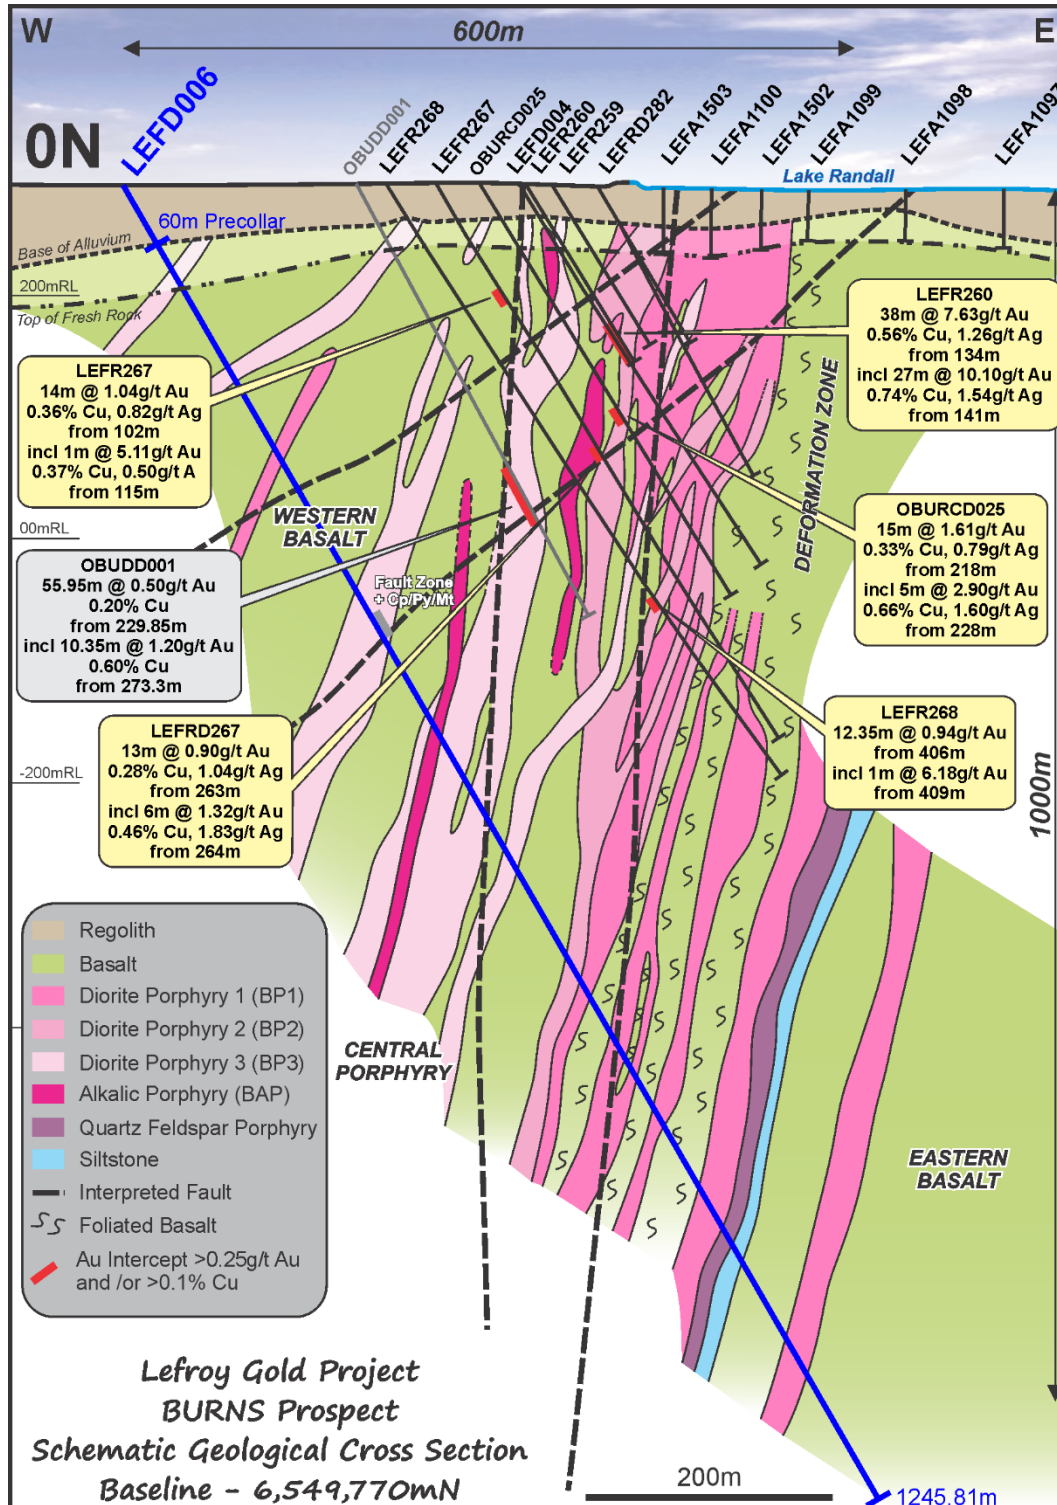 W
600m
E
0N
LEFD006
OBUDD001
LEFR268
LEFR267
OBURCD025
LEFD004
LEFR260
LEFR259
LEFRD282
LEFA1503
LEFA1100
LEFA1502
LEFA1099
LEFA1098
LEFA1097
Lake Randall
60m Precollar
Base of Alluvium
200mRL
Top of Fresh Rock
LEFR267
14m @ 1.04g/t Au
0.36% Cu, 0.82g/t Ag
from 102m
incl 1m @ 5.11g/t Au
0.37% Cu, 0.50g/t A
from 115m
LEFR260
38m @ 7.63g/t Au
0.56% Cu, 1.26g/t Ag
from 134m
incl 27m @ 10.10g/t Au
0.74% Cu, 1.54g/t Ag
from 141m
DEFORMATION ZONE
WESTERN
BASALT
00mRL
OBURCD025
15m @ 1.61g/t Au
0.33% Cu, 0.79g/t Ag
from 218m
incl 5m @ 2.90g/t Au
0.66% Cu, 1.60g/t Ag
from 228m
OBUDD001
55.95m @ 0.50g/t Au
0.20% Cu
from 229.85m
incl 10.35m @ 1.20g/t Au
0.60% Cu
from 273.3m
Fault Zone
+ Cp/Py/Mt
LEFR268
12.35m @ 0.94g/t Au
from 406m
incl 1m @ 6.18g/t Au
from 409m
LEFRD267
13m @ 0.90g/t Au
0.28% Cu, 1.04g/t Ag
from 263m
incl 6m @ 1.32g/t Au
0.46% Cu, 1.83g/t Ag
from 264m
-200mRL
1000m
Regolith
Basalt
Diorite Porphyry 1 (BP1)
Diorite Porphyry 2 (BP2)
Diorite Porphyry 3 (BP3)
Alkalic Porphyry (BAP)
Quartz Feldspar Porphyry
Siltstone
Interpreted Fault
Foliated Basalt
Au Intercept >0.25g/t Au
and /or >0.1% Cu
CENTRAL
PORPHYRY
EASTERN
BASALT
Lefroy Gold Project
BURNS Prospect
Schematic Geological Cross Section
Baseline - 6,549,770mN
200m
1245.81m